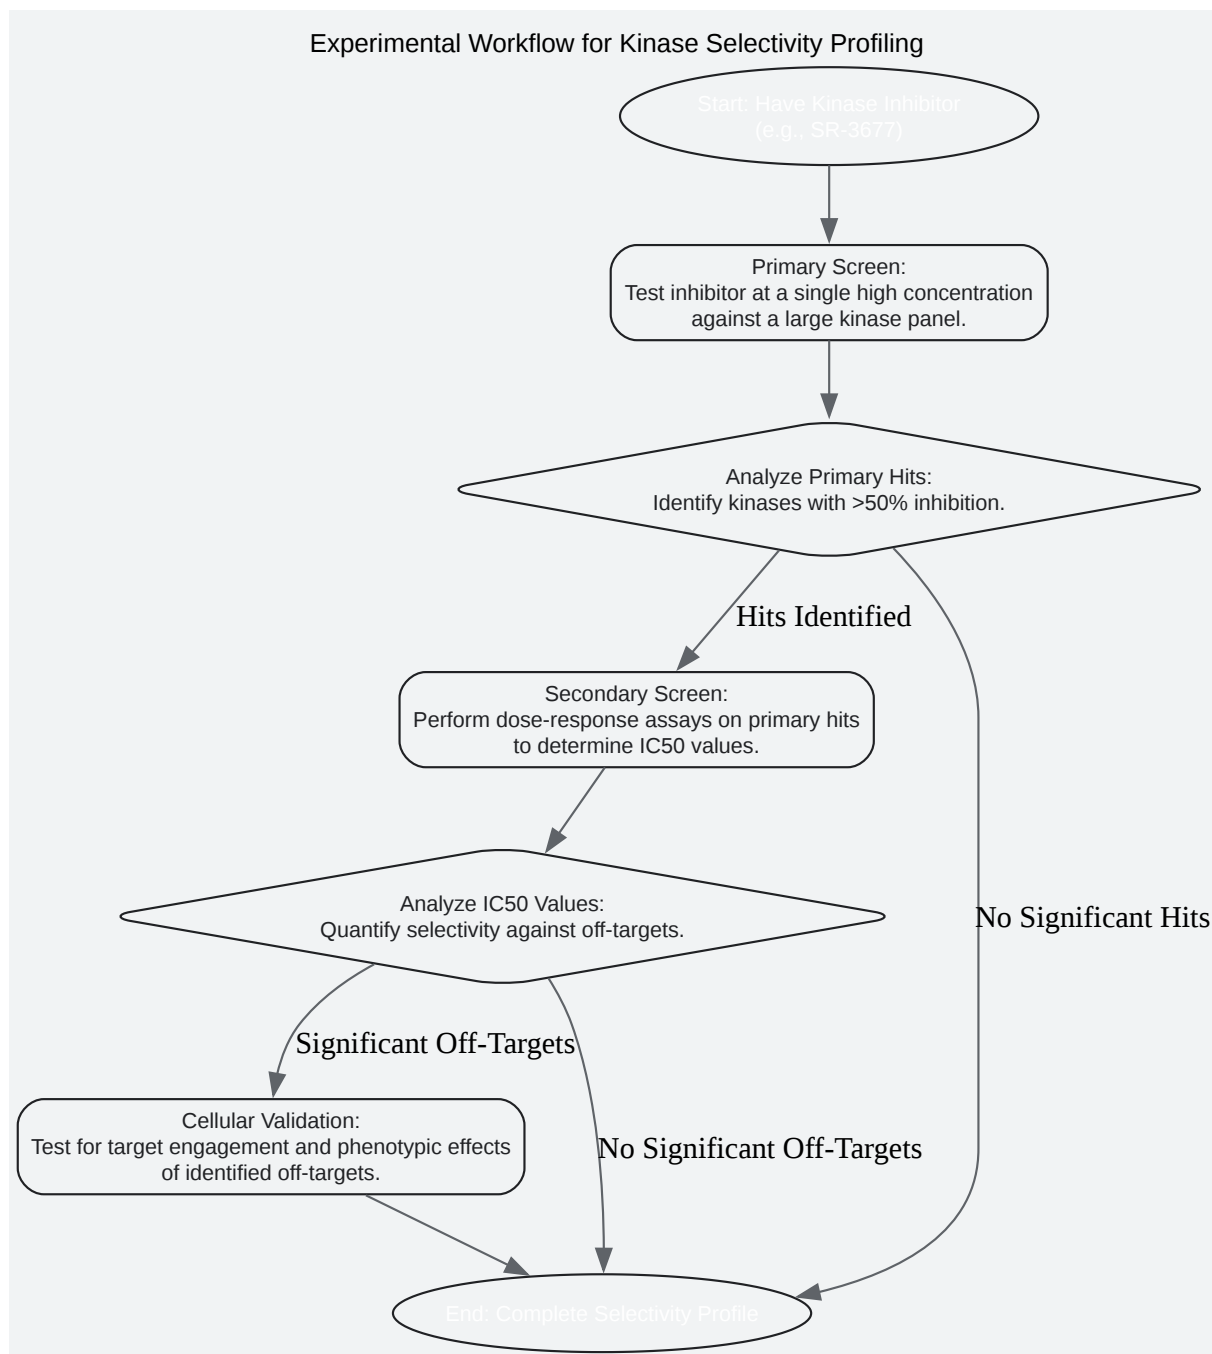 Experimental Workflow for Kinase Selectivity Profiling
Start: Have Kinase Inhibitor
(e.g., SR-3677)
Primary Screen:
Test inhibitor at a single high concentration
against a large kinase panel.
Analyze Primary Hits:
Identify kinases with >50% inhibition.
Hits Identified
Secondary Screen:
Perform dose-response assays on primary hits
to determine IC50 values.
Analyze IC50 Values:
Quantify selectivity against off-targets.
No Significant Hits
Significant Off-Targets
Cellular Validation:
Test for target engagement and phenotypic effects
of identified off-targets.
No Significant Off-Targets
End: Complete Selectivity Profile